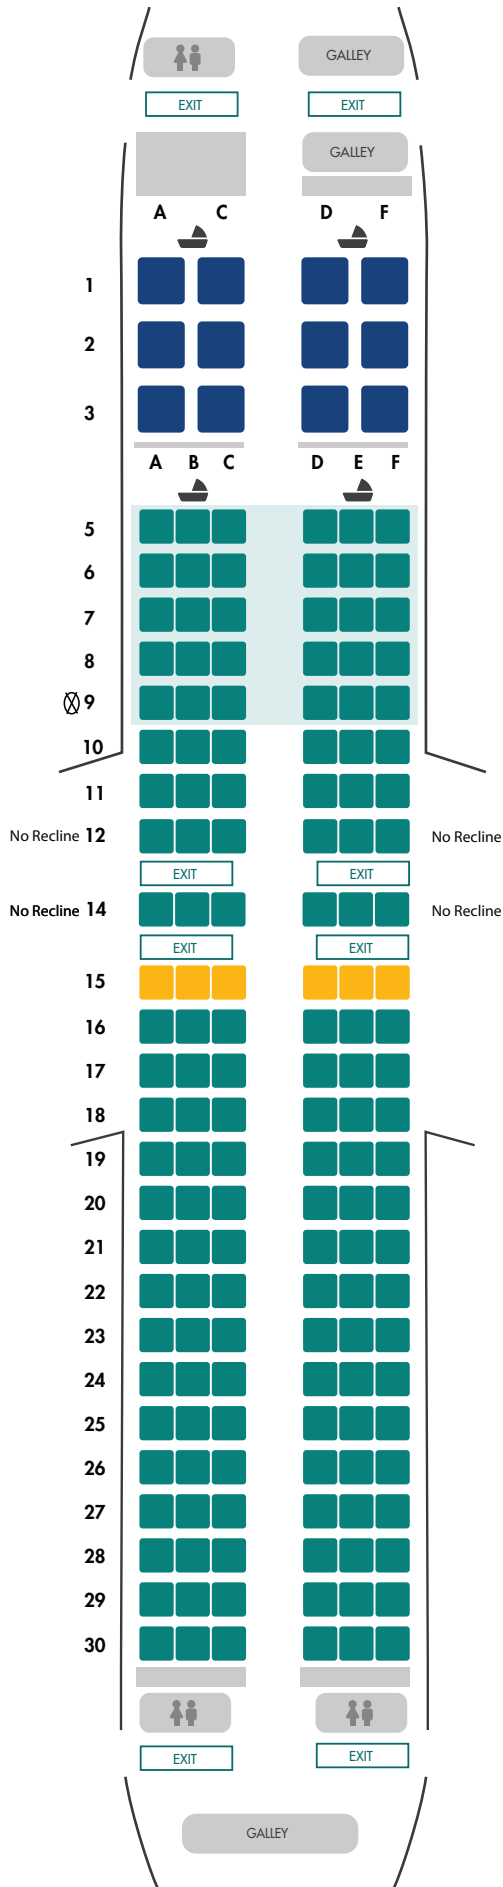 GALLEY
EXIT EXIT
GALLEY
A C D F
1
2
3
A B C D E F
5
6
7
8
9
10
11
No Recline 12 No Recline
EXIT EXIT
No Recline 14 No Recline
EXIT EXIT
15
16
17
18
19
20
21
22
23
24
25
26
27
28
29
30
EXIT EXIT
GALLEY